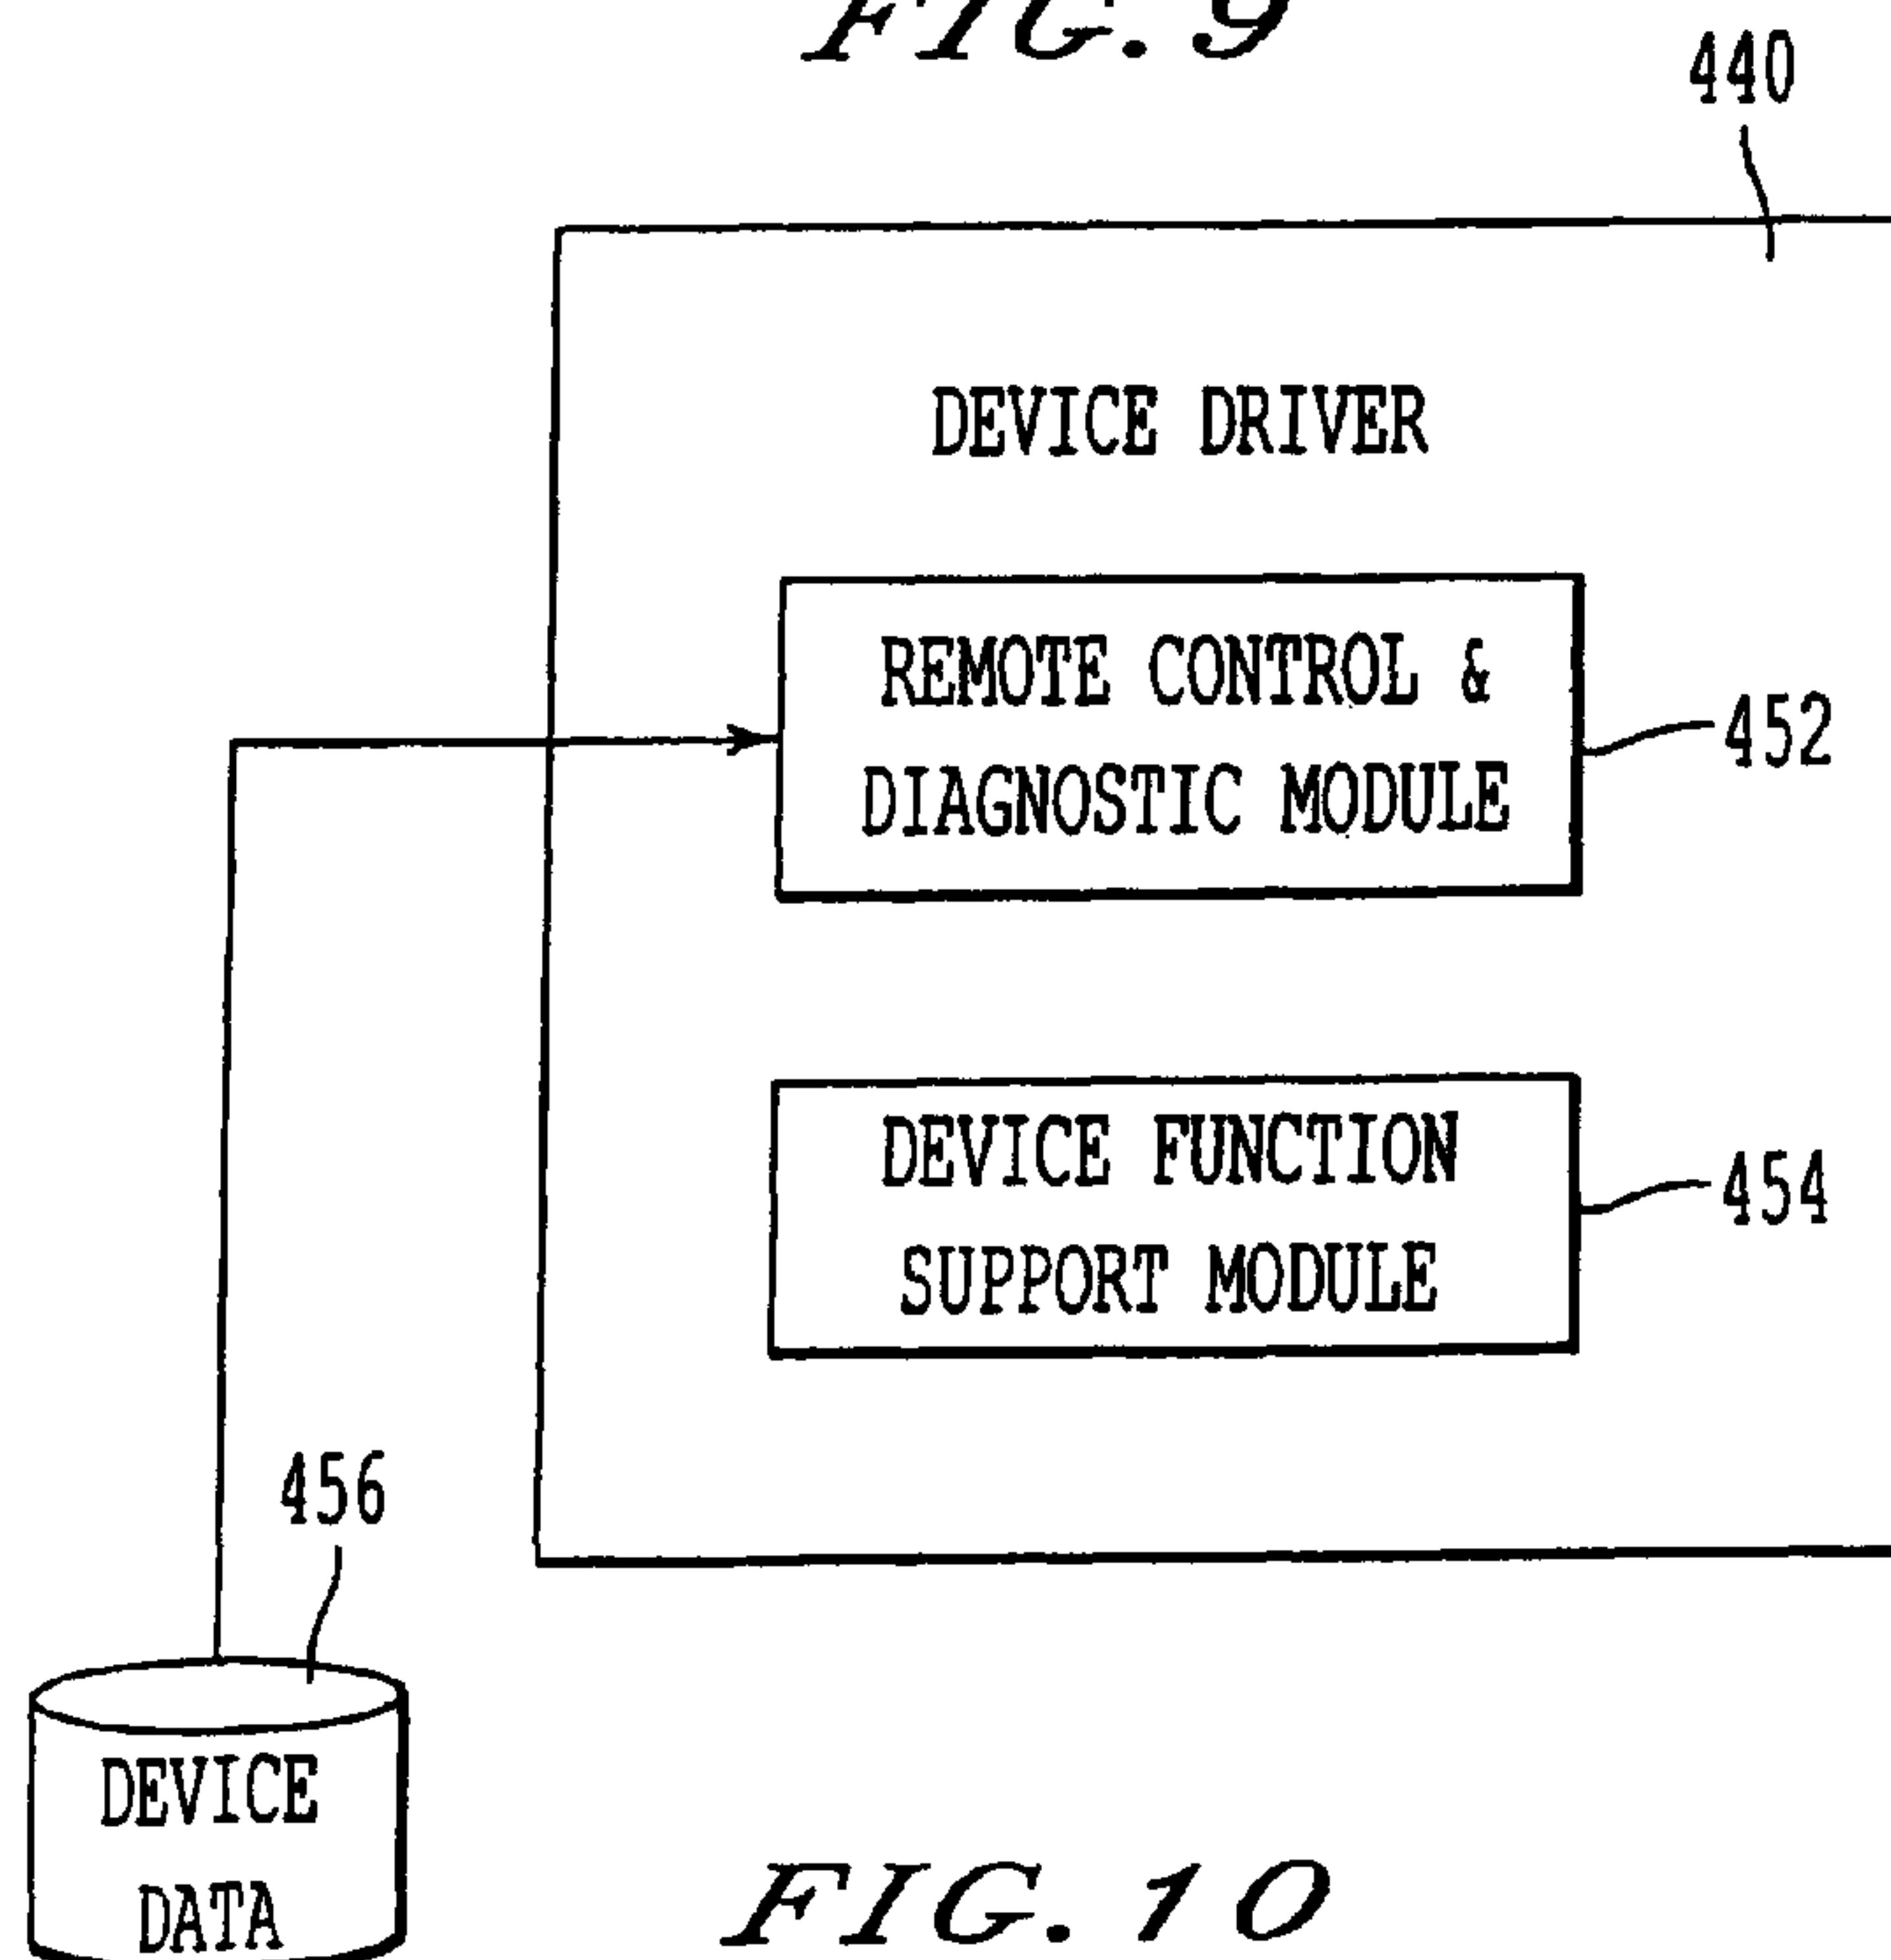 FIG. 9
440
DEVICE DRIVER
REMOTE CONTROL &
DIAGNOSTIC MODULE
452
DEVICE FUNCTION
SUPPORT MODULE
454
456
DEVICE
DATA
FIG. 10